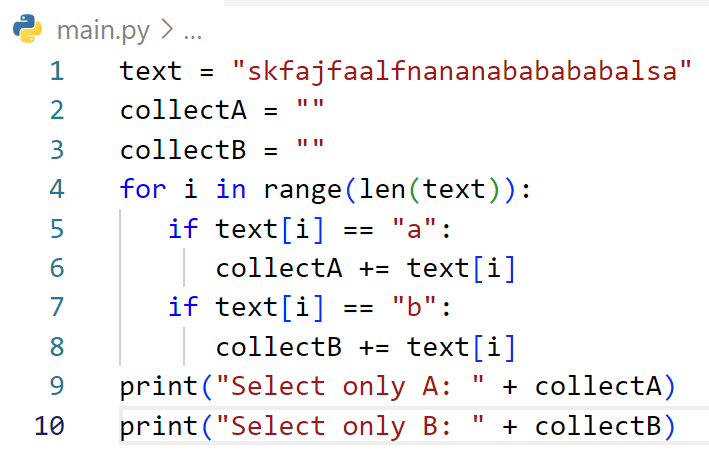 main.py > ...
1 text = "skfajfaalfnananababababalsa"
2 collectA = ""
3 collectB = ""
4 for i in range(len(text)):
5 if text[i] == "a":
6 collectA += text[i]
7 if text[i] == "b":
8 collectB += text[i]
9 print("Select only A: " + collectA)
10 print("Select only B: " + collectB)